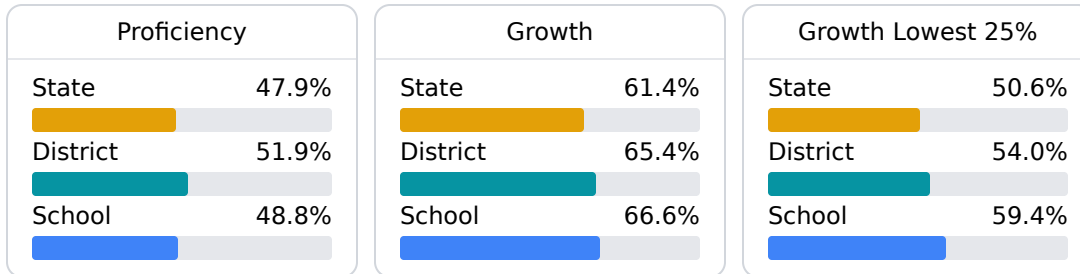 Proficiency
State 47.9%
District 51.9%
School 48.8%
Growth
State 61.4%
District 65.4%
School 66.6%
Growth Lowest 25%
State 50.6%
District 54.0%
School 59.4%